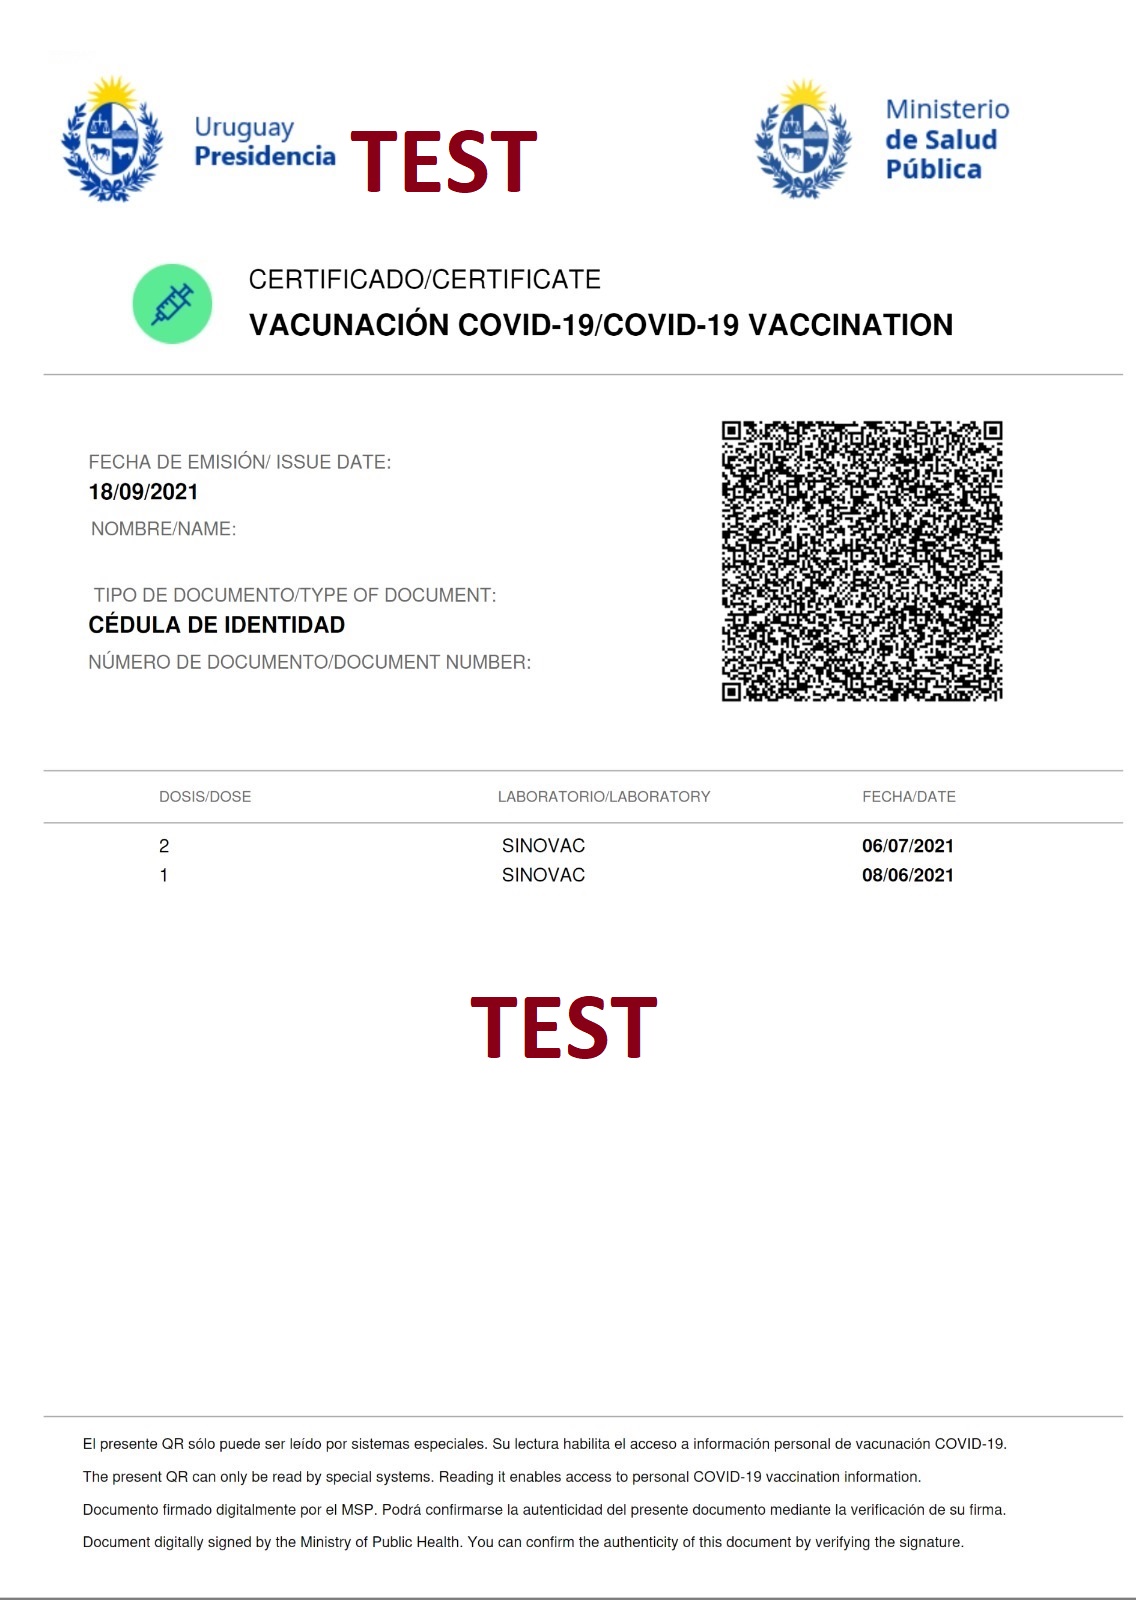 Uruguay
Presidencia
TEST
Ministerio
de Salud
Pública
CERTIFICADO/CERTIFICATE
VACUNACIÓN COVID-19/COVID-19 VACCINATION
FECHA DE EMISIÓN/ ISSUE DATE:
18/09/2021
NOMBRE/NAME:
TIPO DE DOCUMENTO/TYPE OF DOCUMENT:
CÉDULA DE IDENTIDAD
NÚMERO DE DOCUMENTO/DOCUMENT NUMBER:
DOSIS/DOSE LABORATORIO/LABORATORY FECHA/DATE
2 SINOVAC 06/07/2021
1 SINOVAC 08/06/2021
TEST
El presente QR sólo puede ser leído por sistemas especiales. Su lectura habilita el acceso a información personal de vacunación COVID-19.
The present QR can only be read by special systems. Reading it enables access to personal COVID-19 vaccination information.
Documento firmado digitalmente por el MSP. Podrá confirmarse la autenticidad del presente documento mediante la verificación de su firma.
Document digitally signed by the Ministry of Public Health. You can confirm the authenticity of this document by verifying the signature.